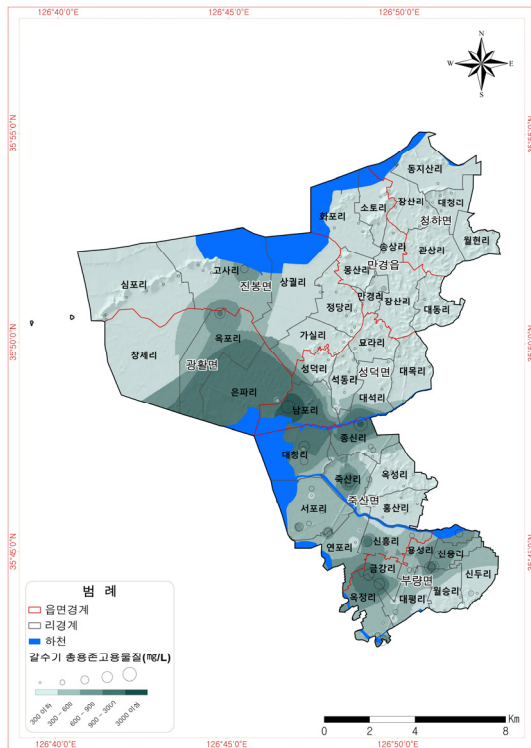 126°40'0"E 126°45'0"E 126°50'0"E
N
W E
S
35°55'0"N
동지산리
소토리 장산리 대청리
화포리 청하면
월현리
송상리 관산리
고사리 몽산리 만경읍
심포리 진봉면 상궐리
만경리 장산리
정당리 대동리
35°50'0"N 35°50'0"N
옥포리 가실리 묘라리
창제리
광활면 성덕리 성덕면 대목리
석동리
은파리 대석리
남포리
종신리
대창리
죽산리 옥성리
죽산면
서포리 홍산리
연포리 신흥리
용성리 신용리
35°45'0"N 35°45'0"N
금강리 신두리
부량면
옥정리 대평리 월승리
범 례
읍면경계
리경계
하천
갈수기 총용존고용물질(㎎/L)
300 이하 300 - 600 600 - 900 900 - 3000 3000 이상
Km
0 2 4 8
126°40'0"E 126°45'0"E 126°50'0"E